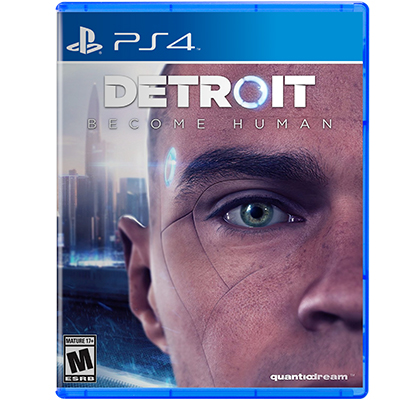 PS4
DETROIT
BECOME HUMAN
MATURE 17+
M
ESRB
quanticdream